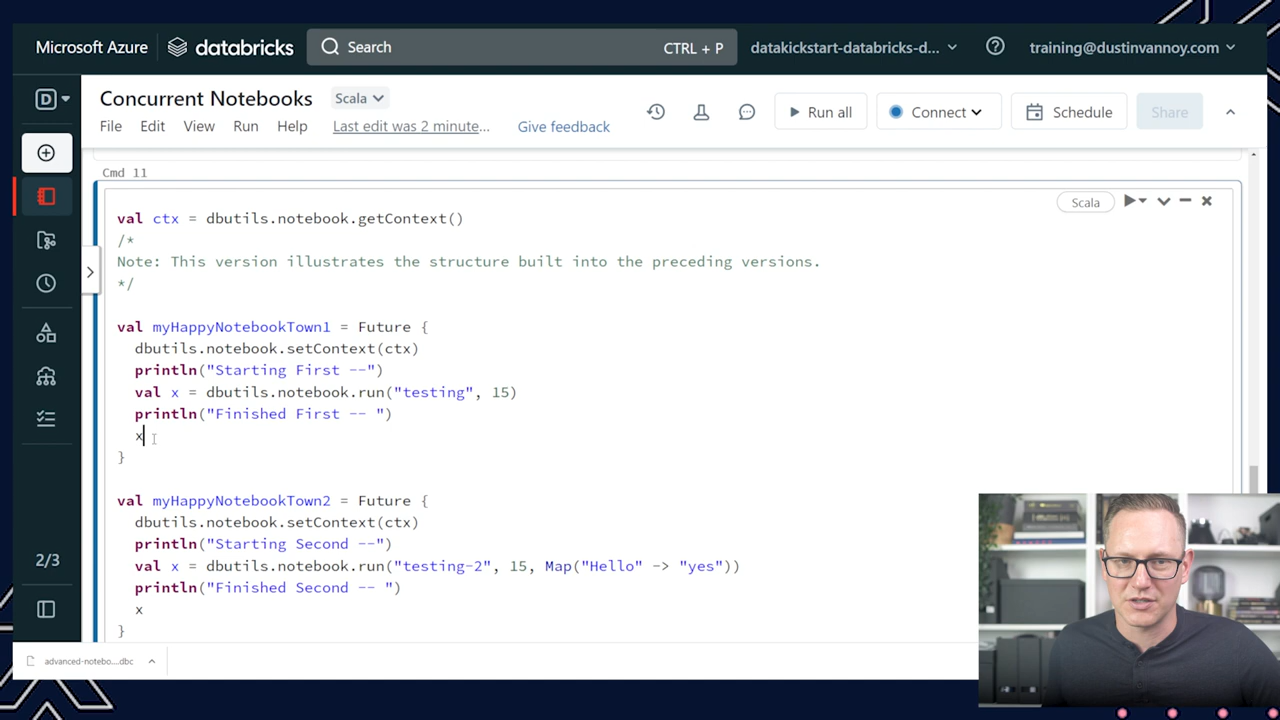 Microsoft Azure
databricks
Search
CTRL + P
datakickstart-databricks-d...
training@dustinvannoy.com
D
Concurrent Notebooks
Scala
File
Edit
View
Run
Help
Last edit was 2 minute...
Give feedback
Run all
Connect
Schedule
Share
Cmd 11
Scala
val ctx = dbutils.notebook.getContext()
/*
Note: This version illustrates the structure built into the preceding versions.
*/
val myHappyNotebookTown1 = Future {
dbutils.notebook.setContext(ctx)
println("Starting First --")
val x = dbutils.notebook.run("testing", 15)
println("Finished First -- ")
x
}
val myHappyNotebookTown2 = Future {
dbutils.notebook.setContext(ctx)
println("Starting Second --")
val x = dbutils.notebook.run("testing-2", 15, Map("Hello" -> "yes"))
println("Finished Second -- ")
x
}
2/3
advanced-notebo....dbc